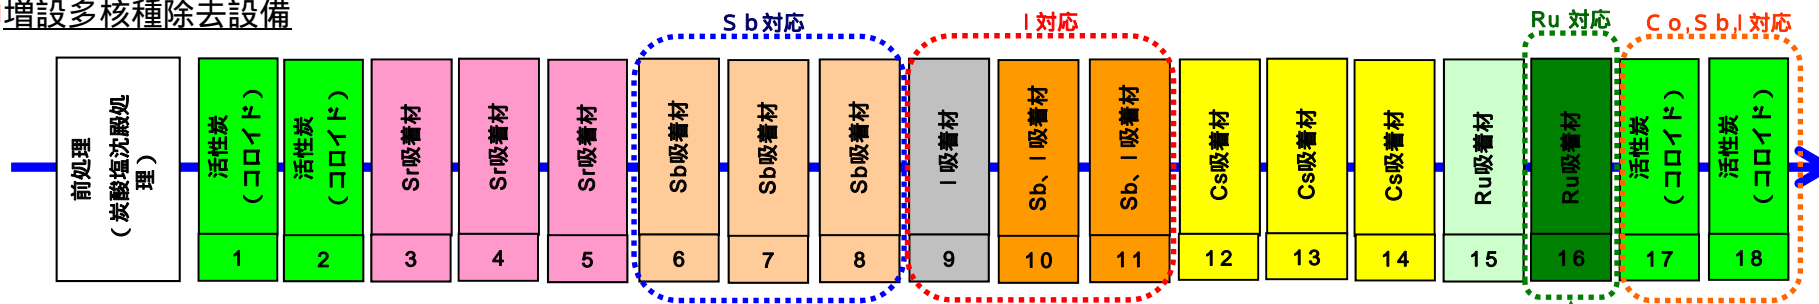 増設多核種除去設備
Sb対応
I対応
Ru 対応
Co,Sb,I対応
前処理
(炭酸塩沈殿処
理)
活性炭
(コロイド)
活性炭
(コロイド)
Sr吸着材
Sr吸着材
Sr吸着材
Sb吸着材
Sb吸着材
Sb吸着材
I吸着材
Sb、I吸着材
Sb、I吸着材
Cs吸着材
Cs吸着材
Cs吸着材
Ru吸着材
Ru吸着材
活性炭
(コロイド)
活性炭
(コロイド)
1
2
3
4
5
6
7
8
9
10
11
12
13
14
15
16
17
18